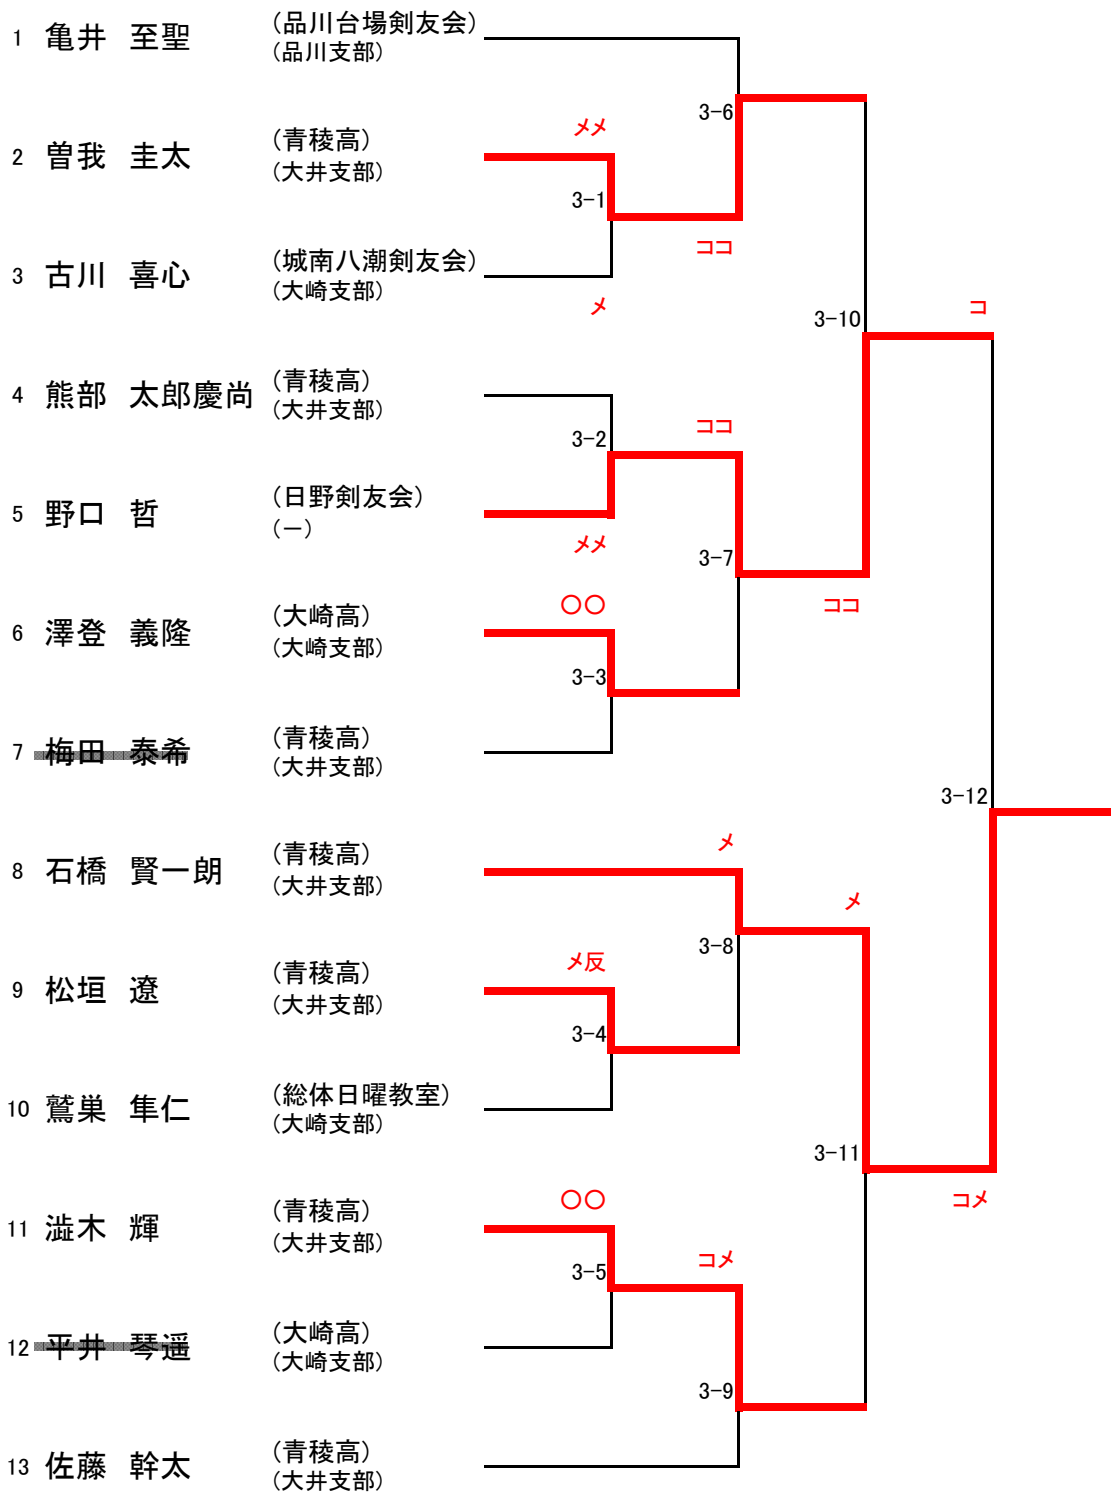 1 亀井 至聖 (品川台場剣友会)
(品川支部)
3-6
メメ
2 曽我 圭太 (青稜高)
(大井支部)
3-1
ココ
3 古川 喜心 (城南八潮剣友会)
(大崎支部)
メ
3-10
コ
4 熊部 太郎慶尚 (青稜高)
(大井支部)
3-2
ココ
5 野口 哲 (日野剣友会)
(ー)
メメ
3-7
ココ
〇〇
6 澤登 義隆 (大崎高)
(大崎支部)
3-3
7 梅田 泰希 (青稜高)
(大井支部)
3-12
メ
8 石橋 賢一朗 (青稜高)
(大井支部)
メ
3-8
メ反
9 松垣 遼 (青稜高)
(大井支部)
3-4
10 鷲巣 隼仁 (総体日曜教室)
(大崎支部)
3-11
コメ
〇〇
11 澁木 輝 (青稜高)
(大井支部)
3-5
コメ
12 平井 琴遥 (大崎高)
(大崎支部)
3-9
13 佐藤 幹太 (青稜高)
(大井支部)